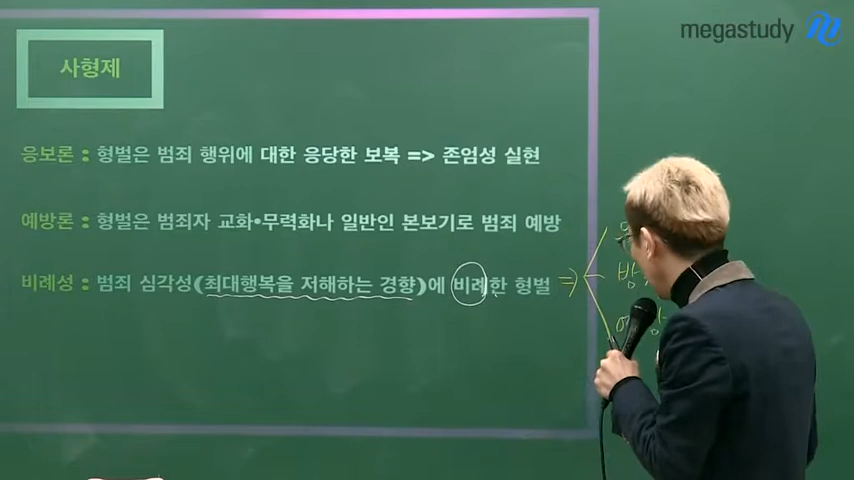 megastudy
사형제
응보론 : 형벌은 범죄 행위에 대한 응당한 보복 => 존엄성 실현
예방론 : 형벌은 범죄자 교화•무력화나 일반인 본보기로 범죄 예방
비례성 : 범죄 심각성(최대행복을 저해하는 경향)에 비례한 형벌 =>
방